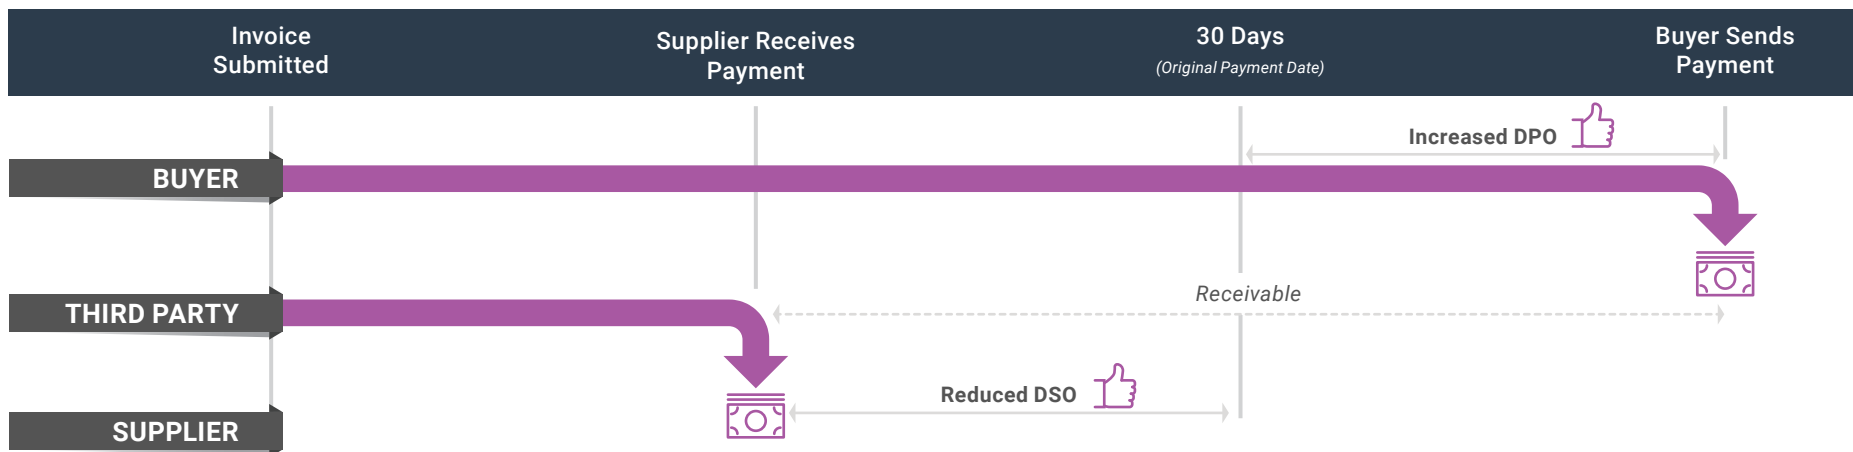 Invoice
Submitted
Supplier Receives
Payment
30 Days
(Original Payment Date)
Buyer Sends
Payment
Increased DPO
BUYER
Receivable
THIRD PARTY
Reduced DSO
SUPPLIER